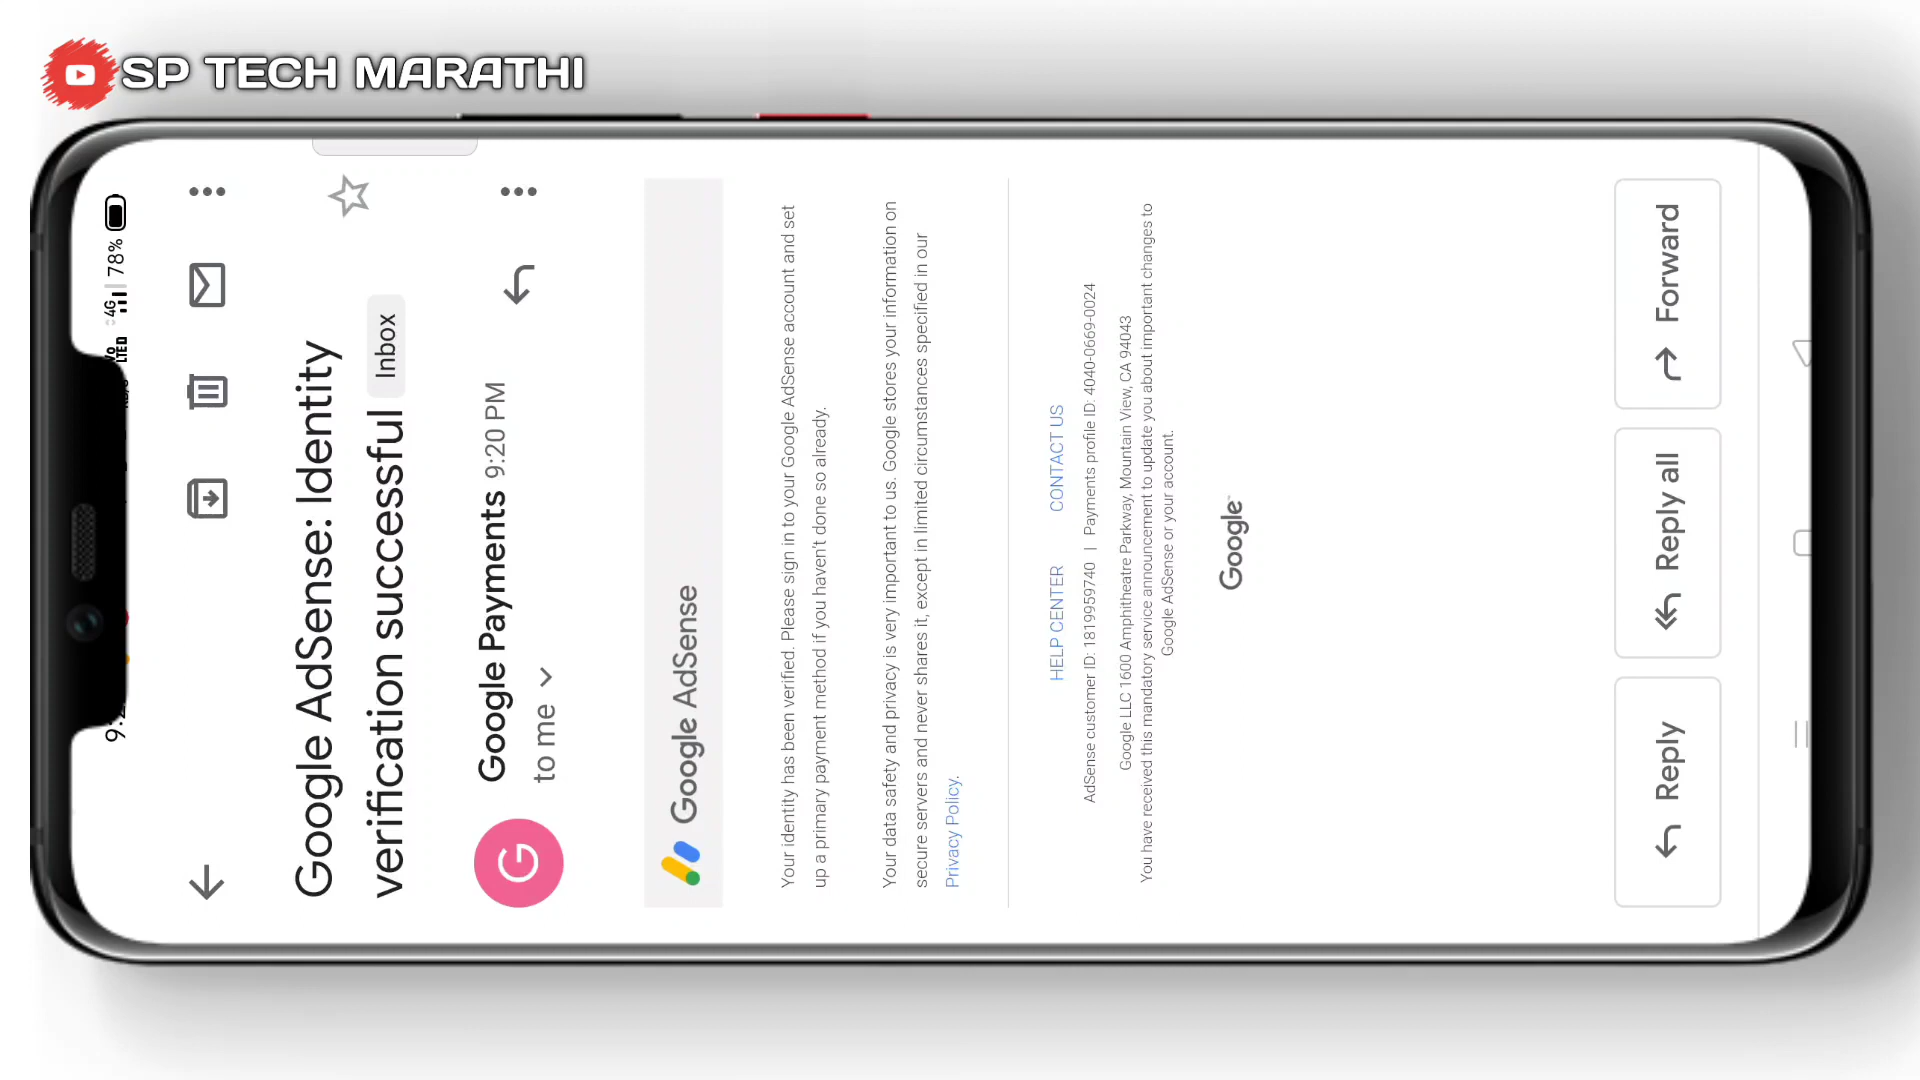 SP TECH MARATHI
4G 78%
Google AdSense: Identity
verification successful Inbox
Google Payments 9:20 PM
to me
Google AdSense
Your identity has been verified. Please sign in to your Google AdSense account and set
up a primary payment method if you haven't done so already.
Your data safety and privacy is very important to us. Google stores your information on
secure servers and never shares it, except in limited circumstances specified in our
Privacy Policy.
HELP CENTER CONTACT US
AdSense customer ID: 1819959740 | Payments profile ID: 4040-0669-0024
Google LLC 1600 Amphitheatre Parkway, Mountain View, CA 94043
You have received this mandatory service announcement to update you about important changes to
Google AdSense or your account.
Google
Reply Reply all Forward